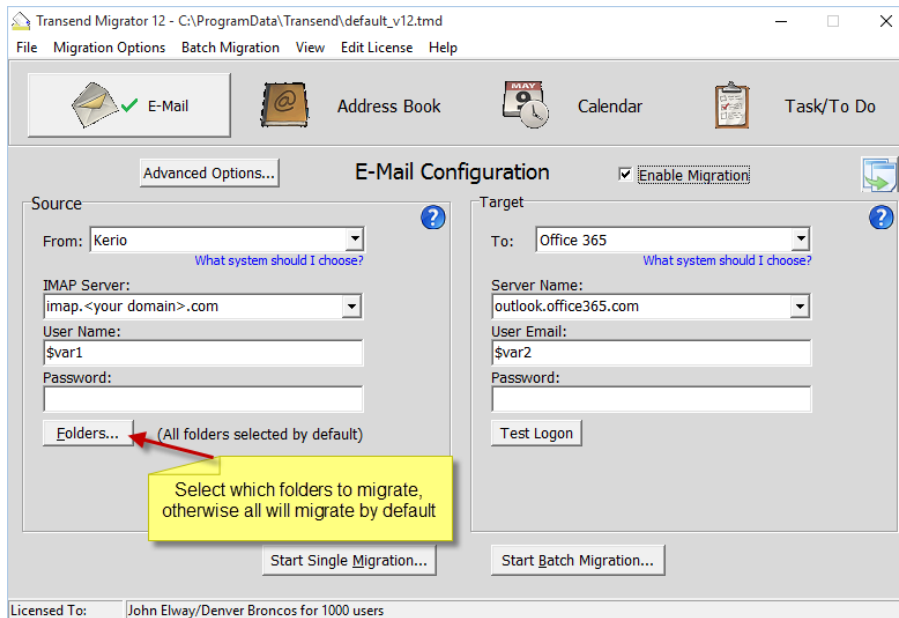 Transend Migrator 12 - C:\ProgramData\Transend\default_v12.tmd
File Migration Options Batch Migration View Edit License Help
E-Mail
@
Address Book
MAY
9
Calendar
Task/To Do
Advanced Options...
E-Mail Configuration
Enable Migration
Source
?
From: Kerio
What system should I choose?
IMAP Server:
imap.<your domain>.com
User Name:
$var1
Password:
Folders...
(All folders selected by default)
Select which folders to migrate,
otherwise all will migrate by default
Target
?
To: Office 365
What system should I choose?
Server Name:
outlook.office365.com
User Email:
$var2
Password:
Test Logon
Start Single Migration...
Start Batch Migration...
Licensed To: John Elway/Denver Broncos for 1000 users